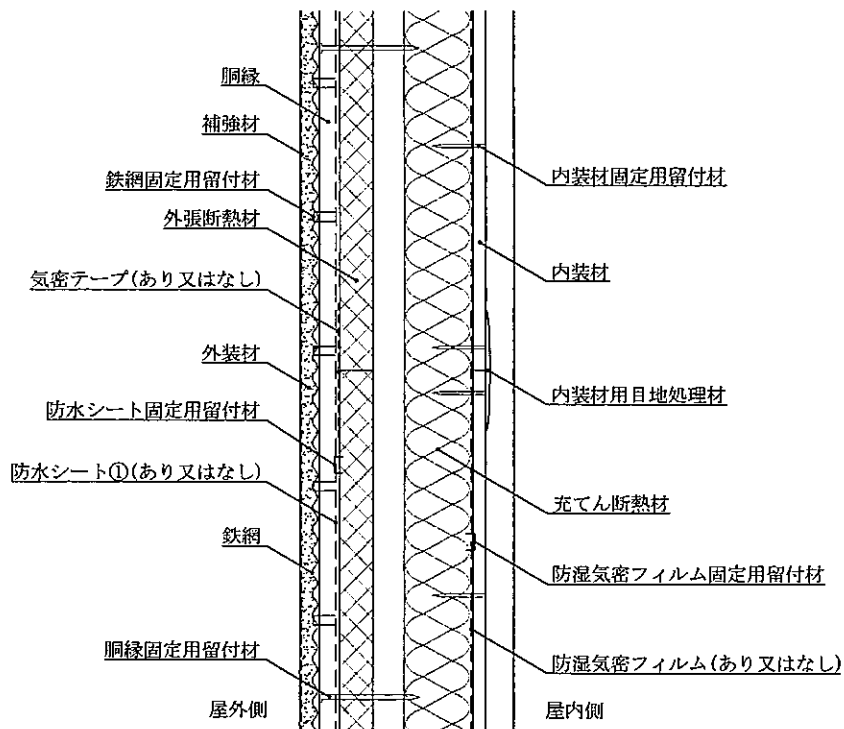 胴縁
補強材
鉄網固定用留付材
外張断熱材
気密テープ(あり又はなし)
外装材
防水シート固定用留付材
防水シート①(あり又はなし)
鉄網
胴縁固定用留付材
屋外側
内装材固定用留付材
内装材
内装材用目地処理材
充てん断熱材
防湿気密フィルム固定用留付材
防湿気密フィルム(あり又はなし)
屋内側